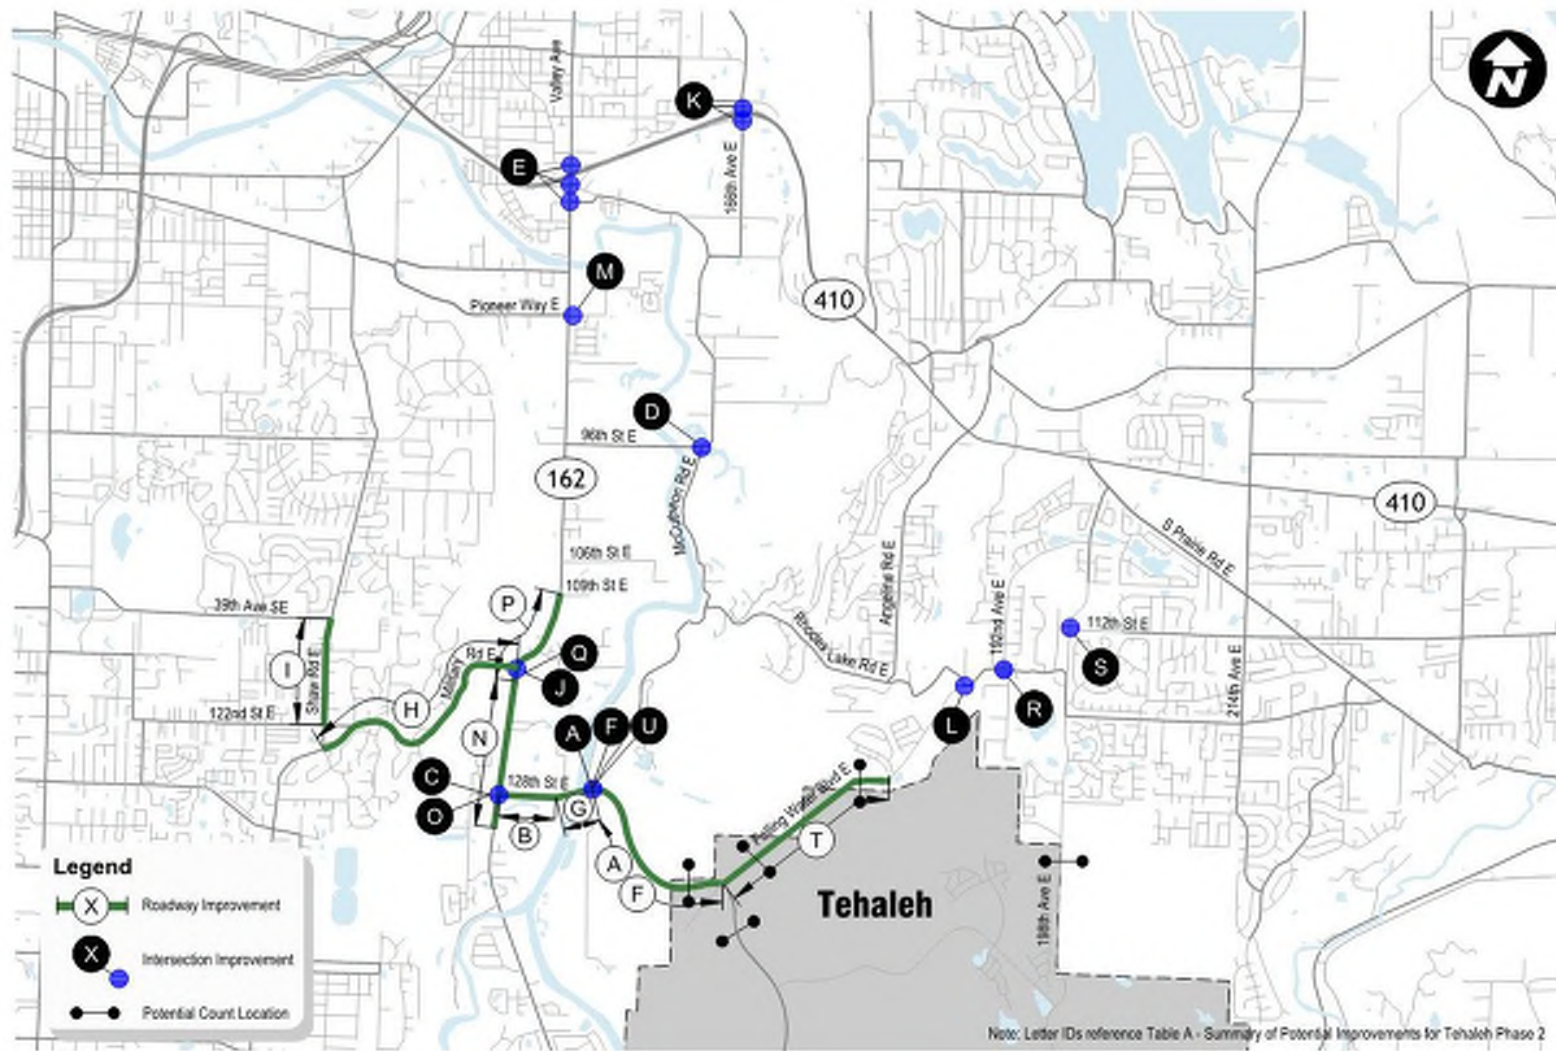 N
Valley Ave
K
E
166th Ave E
M
410
Pioneer Way E
D
96th St E
162
McCutcheon Rd E
410
S Prairie Rd E
106th St E
109th St E
Angeline Rd E
P
39th Ave SE
192nd Ave E
112th St E
Rhodes Lake Rd E
Q
Military Rd E
S
I
Shaw Rd E
J
H
122nd St E
214th Ave E
L
R
N
A
F
U
C
128th St E
O
B
G
Falling Water Blvd E
T
A
F
Tehaleh
198th Ave E
Legend
X
Roadway Improvement
X
Intersection Improvement
Potential Count Location
Note: Letter IDs reference Table A - Summary of Potential Improvements for Tehaleh Phase 2